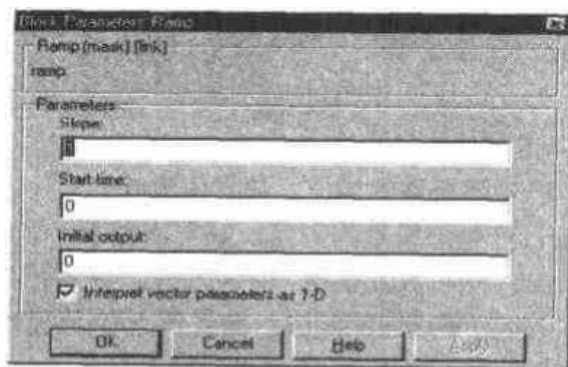 Block Parameters: Ramp
Ramp (mask) (link)
ramp
Parameters
Slope:
Start time:
0
Initial output:
0
Interpret vector parameters as 1-D
OK Cancel Help Apply